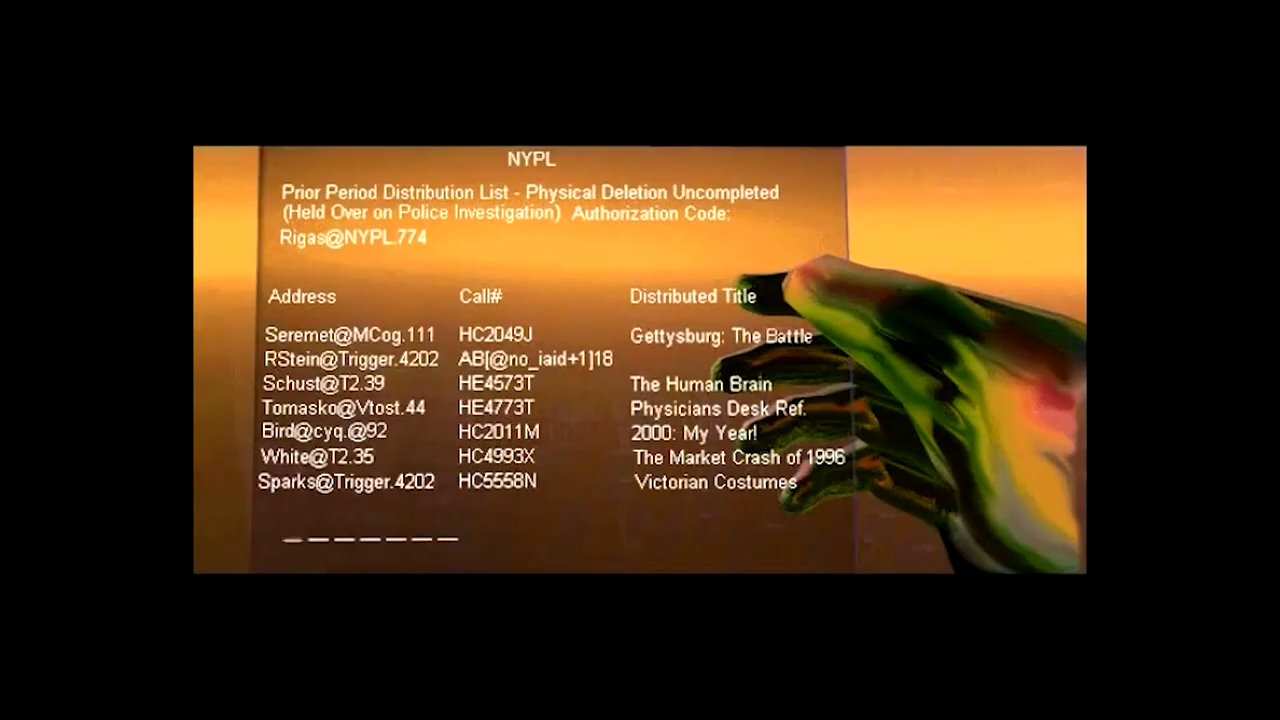 NYPL
Prior Period Distribution List - Physical Deletion Uncompleted
(Held Over on Police Investigation) Authorization Code:
Rigas@NYPL.774
Address Call# Distributed Title
Seremet@MCog.111 HC2049J Gettysburg: The Battle
RStein@Trigger.4202 AB[@no_iaid+1]18
Schust@T2.39 HE4573T The Human Brain
Tomasko@Vtost.44 HE4773T Physicians Desk Ref.
Bird@cyq.@92 HC2011M 2000: My Year!
White@T2.35 HC4993X The Market Crash of 1996
Sparks@Trigger.4202 HC5558N Victorian Costumes